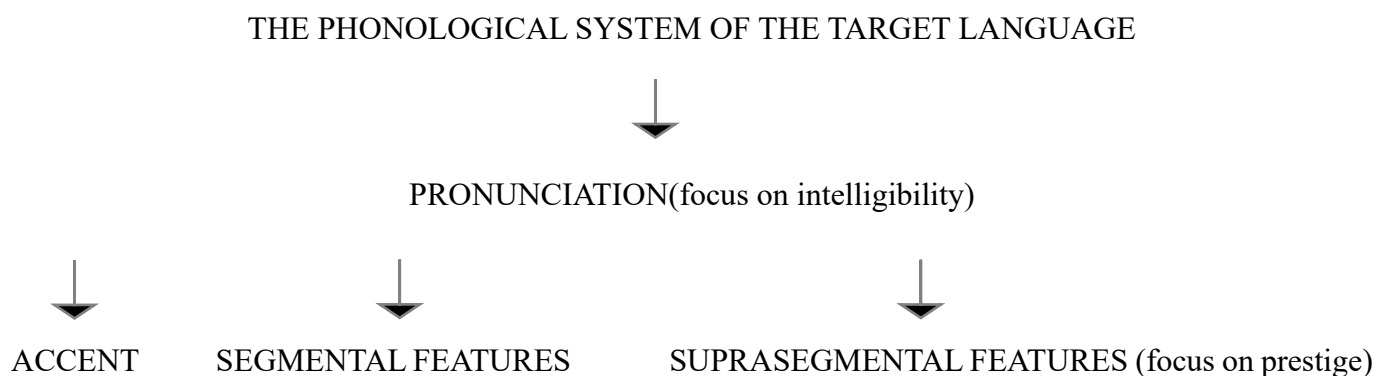 THE PHONOLOGICAL SYSTEM OF THE TARGET LANGUAGE
PRONUNCIATION(focus on intelligibility)
ACCENT SEGMENTAL FEATURES SUPRASEGMENTAL FEATURES (focus on prestige)